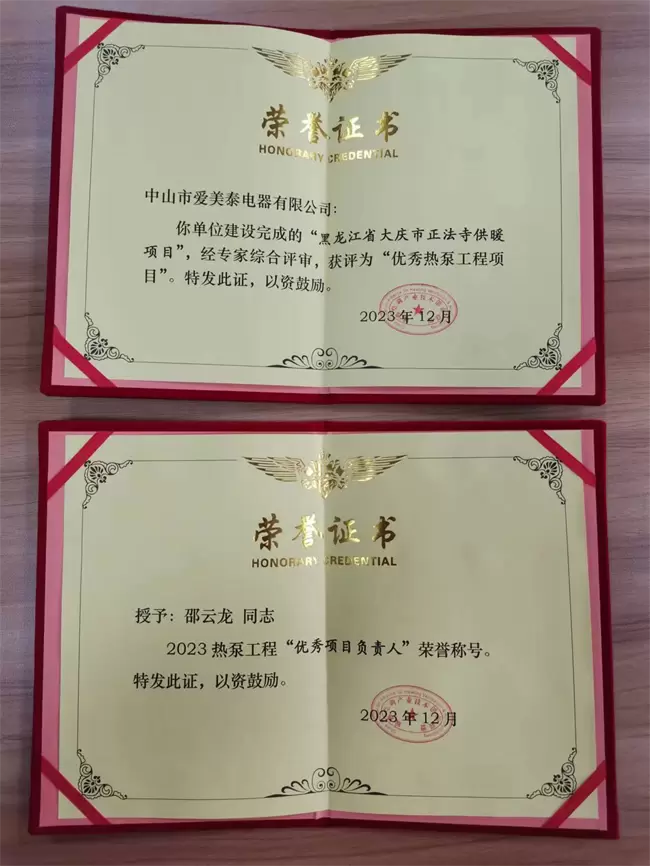 荣誉证书
HONORARY CREDENTIAL
中山市爱美泰电器有限公司：
你单位建设完成的“黑龙江省大庆市正法寺供暖
项目”，经专家综合评审，获评为“优秀热泵工程项
目”。特发此证，以资鼓励。
2023年12月
荣誉证书
HONORARY CREDENTIAL
授予：邵云龙 同志
2023热泵工程“优秀项目负责人”荣誉称号。
特发此证，以资鼓励。
2023年12月